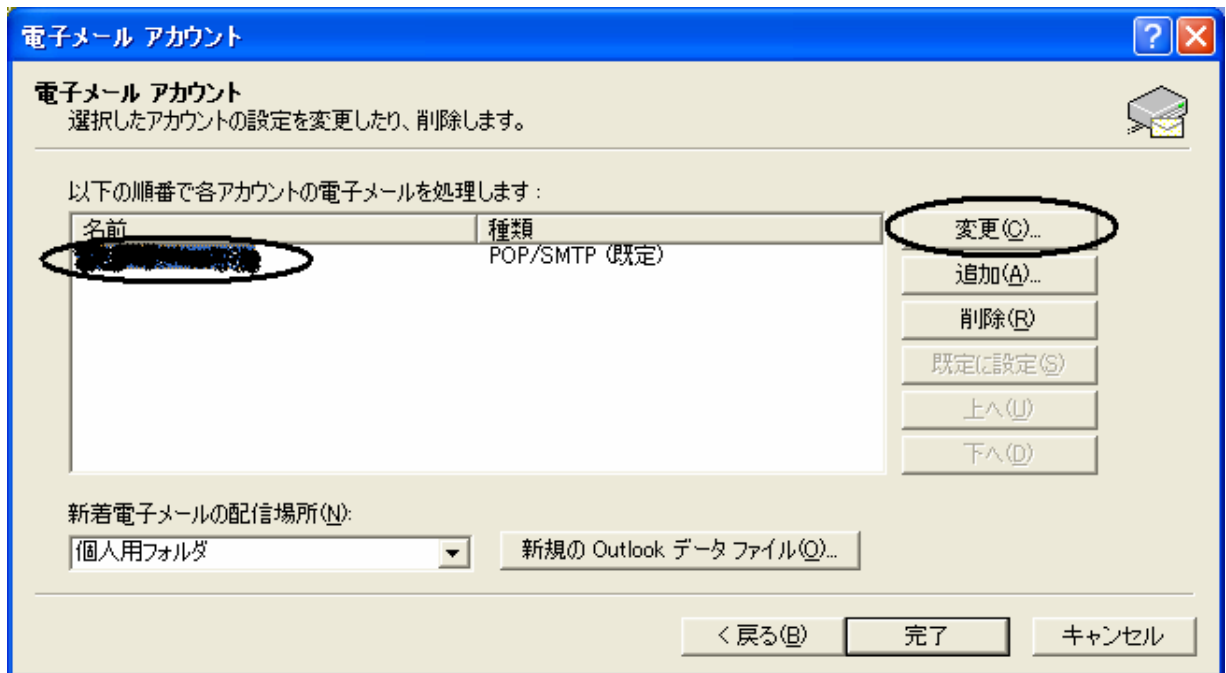 電子メール アカウント
電子メール アカウント
選択したアカウントの設定を変更したり、削除します。
以下の順番で各アカウントの電子メールを処理します:
名前 種類
POP/SMTP (既定)
変更(C)...
追加(A)...
削除(R)
既定に設定(S)
上へ(U)
下へ(D)
新着電子メールの配信場所(N):
個人用フォルダ 新規の Outlook データ ファイル(O)...
< 戻る(B) 完了 キャンセル